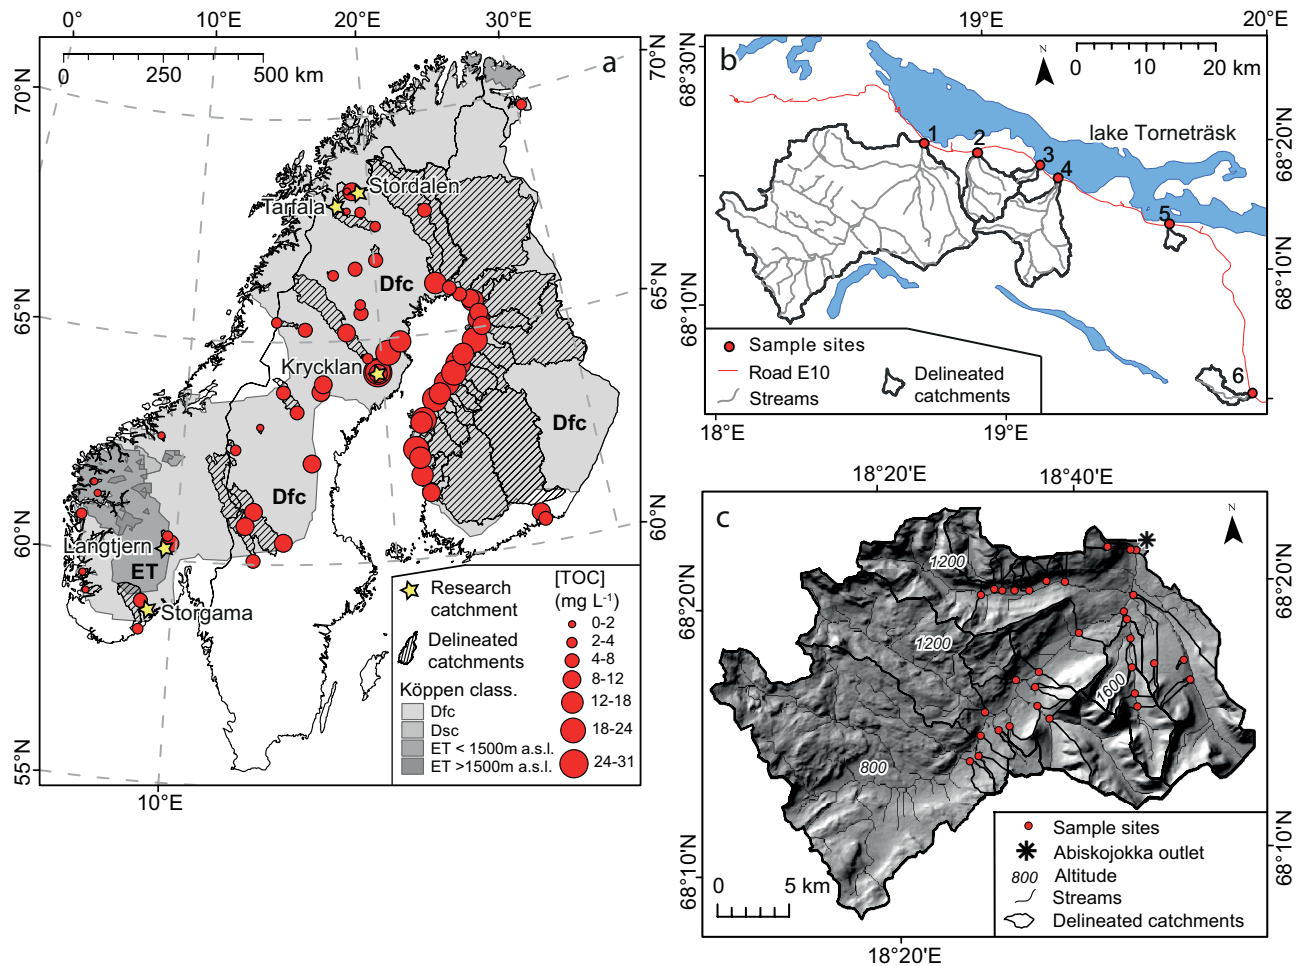 0°
10°E
20°E
30°E
0
250
500 km
a
70°N
70°N
65°N
65°N
60°N
60°N
55°N
10°E
Stordalen
Tarfala
Dfc
Krycklan
Dfc
Dfc
Langtjern
ET
Storgama
Research
catchment
Delineated
catchments
Köppen class.
Dfc
Dsc
ET < 1500m a.s.l.
ET >1500m a.s.l.
[TOC]
(mg L⁻¹)
0-2
2-4
4-8
8-12
12-18
18-24
24-31
19°E
20°E
b
N
0
10
20 km
68°30'N
68°20'N
68°10'N
68°10'N
lake Torneträsk
1
2
3
4
5
6
Sample sites
Road E10
Streams
Delineated
catchments
18°E
19°E
18°20'E
18°40'E
c
N
1200
1200
1600
800
68°20'N
68°20'N
68°10'N
68°10'N
0
5 km
Sample sites
Abiskojokka outlet
800
Altitude
Streams
Delineated catchments
18°20'E